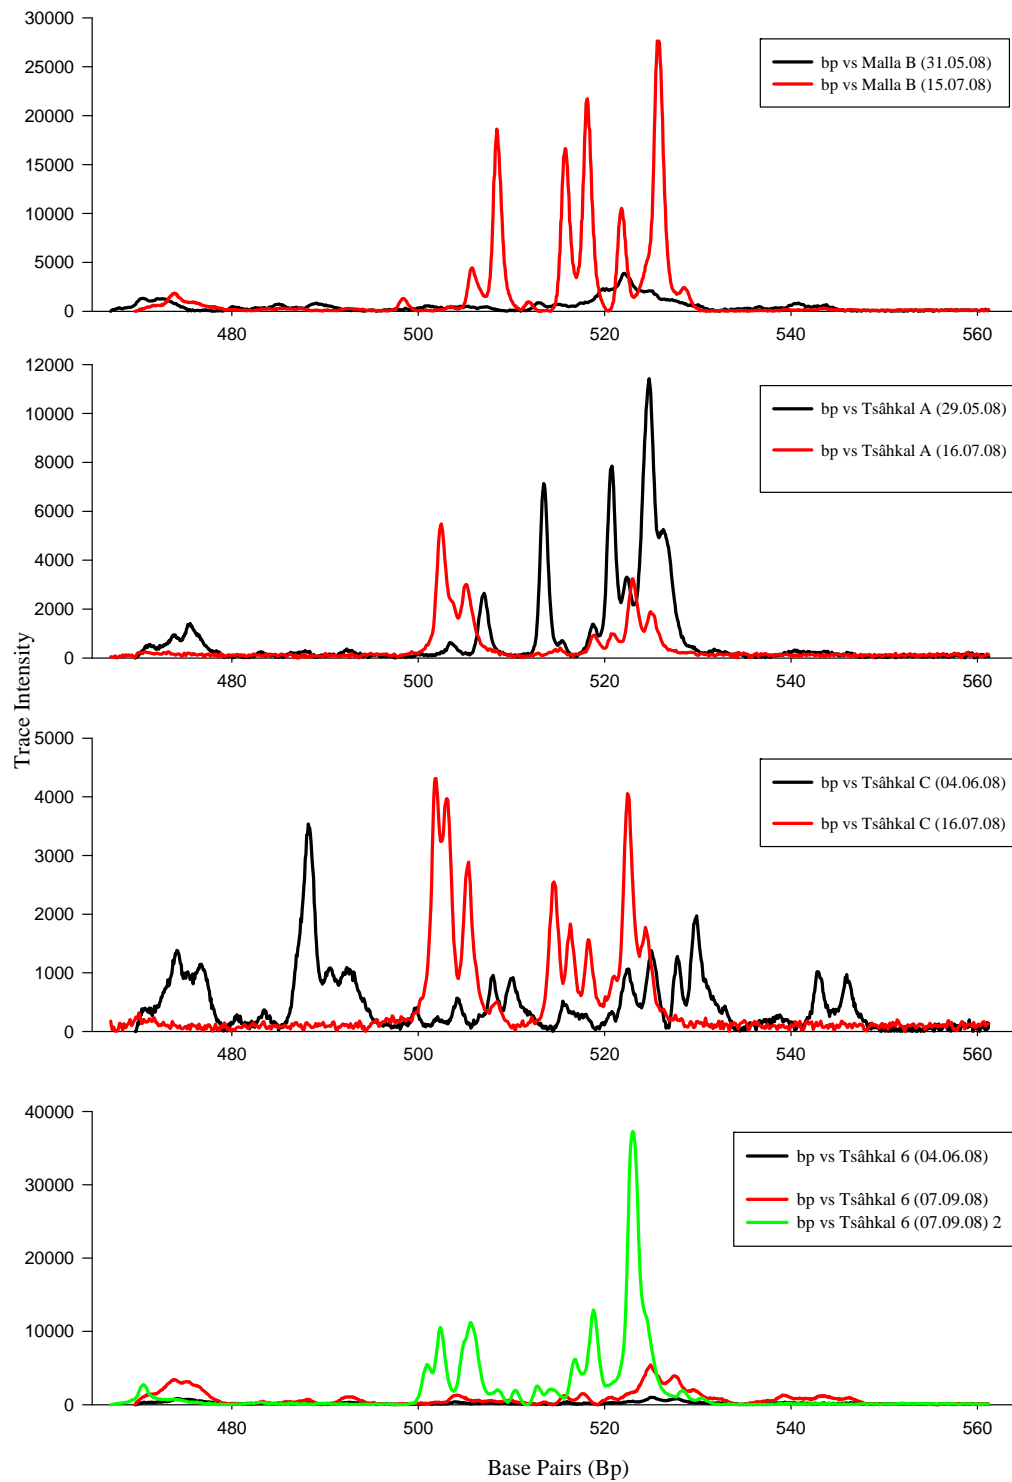 30000
25000
20000
15000
10000
5000
0
480 500 520 540 560
bp vs Malla B (31.05.08)
bp vs Malla B (15.07.08)
12000
10000
8000
6000
4000
2000
0
480 500 520 540 560
bp vs Tsâhkal A (29.05.08)
bp vs Tsâhkal A (16.07.08)
Trace Intensity
5000
4000
3000
2000
1000
0
480 500 520 540 560
bp vs Tsâhkal C (04.06.08)
bp vs Tsâhkal C (16.07.08)
40000
30000
20000
10000
0
480 500 520 540 560
bp vs Tsâhkal 6 (04.06.08)
bp vs Tsâhkal 6 (07.09.08)
bp vs Tsâhkal 6 (07.09.08) 2
Base Pairs (Bp)